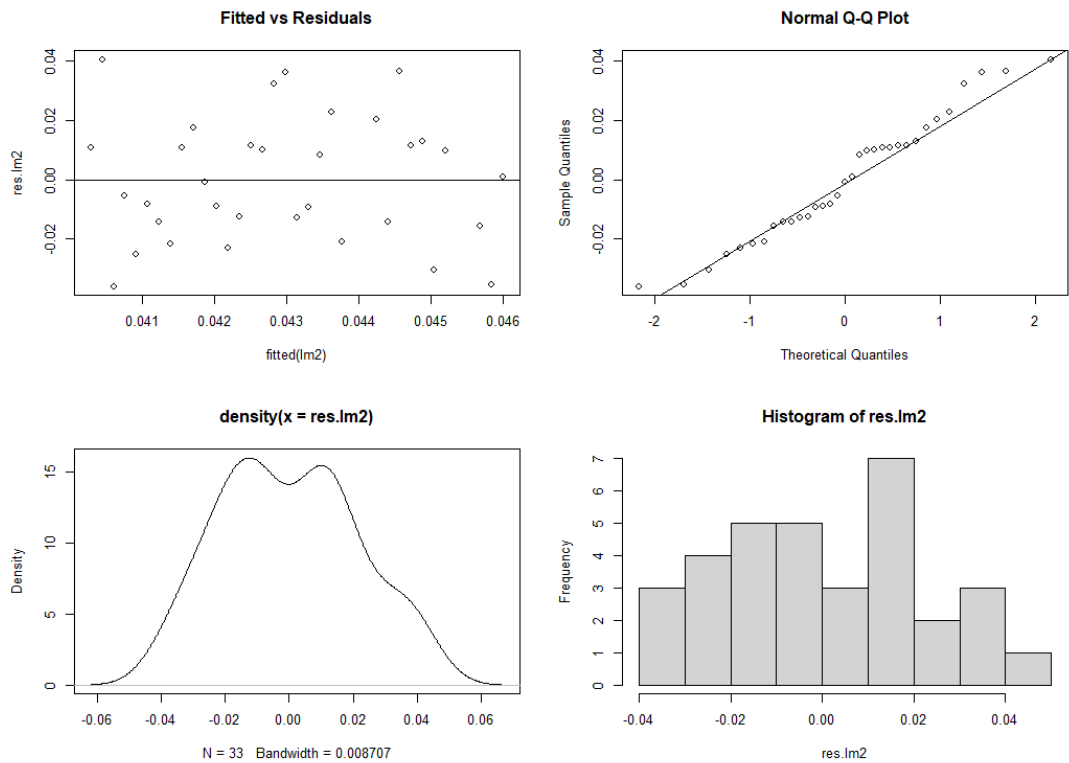 Fitted vs Residuals
res.lm2
0.04
0.02
0.00
-0.02
0.041 0.042 0.043 0.044 0.045 0.046
fitted(lm2)
Normal Q-Q Plot
Sample Quantiles
0.04
0.02
0.00
-0.02
-2 -1 0 1 2
Theoretical Quantiles
density(x = res.lm2)
Density
15
10
5
0
-0.06 -0.04 -0.02 0.00 0.02 0.04 0.06
N = 33 Bandwidth = 0.008707
Histogram of res.lm2
Frequency
7
6
5
4
3
2
1
0
-0.04 -0.02 0.00 0.02 0.04
res.lm2